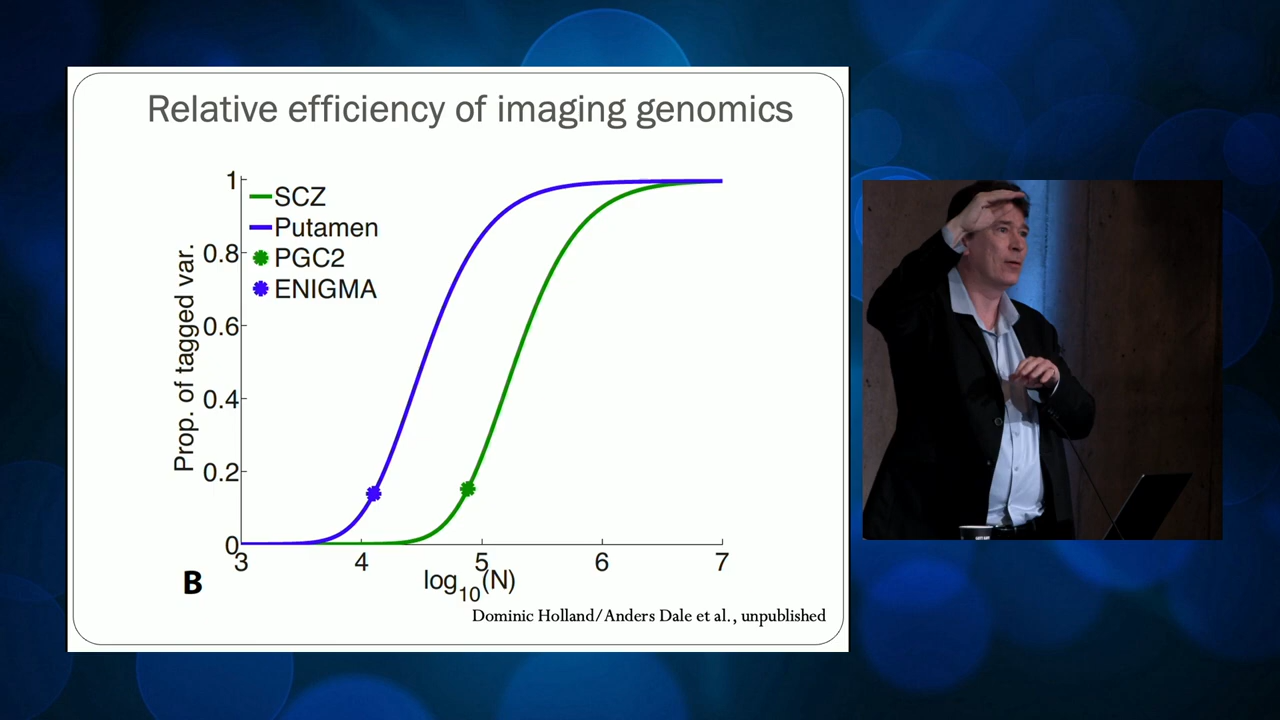 Relative efficiency of imaging genomics
1
0.8
0.6
0.4
0.2
0
Prop. of tagged var.
SCZ
Putamen
PGC2
ENIGMA
3 4 5 6 7
log10(N)
B
Dominic Holland/Anders Dale et al., unpublished